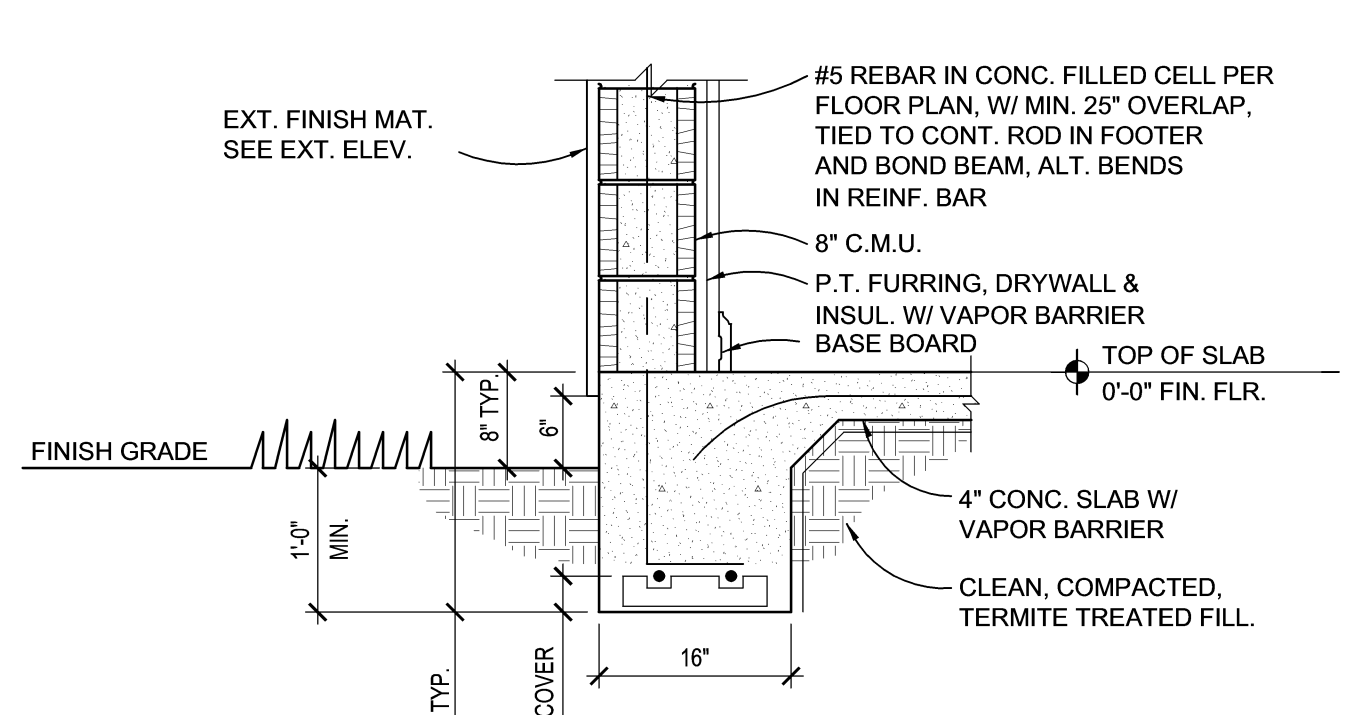 #5 REBAR IN CONC. FILLED CELL PER
FLOOR PLAN, W/ MIN. 25" OVERLAP,
TIED TO CONT. ROD IN FOOTER
AND BOND BEAM, ALT. BENDS
IN REINF. BAR
EXT. FINISH MAT.
SEE EXT. ELEV.
8" C.M.U.
P.T. FURRING, DRYWALL &
INSUL. W/ VAPOR BARRIER
BASE BOARD
TOP OF SLAB
0'-0" FIN. FLR.
8" TYP.
6"
FINISH GRADE
1'-0"
MIN.
4" CONC. SLAB W/
VAPOR BARRIER
CLEAN, COMPACTED,
TERMITE TREATED FILL.
16"
TYP.
COVER